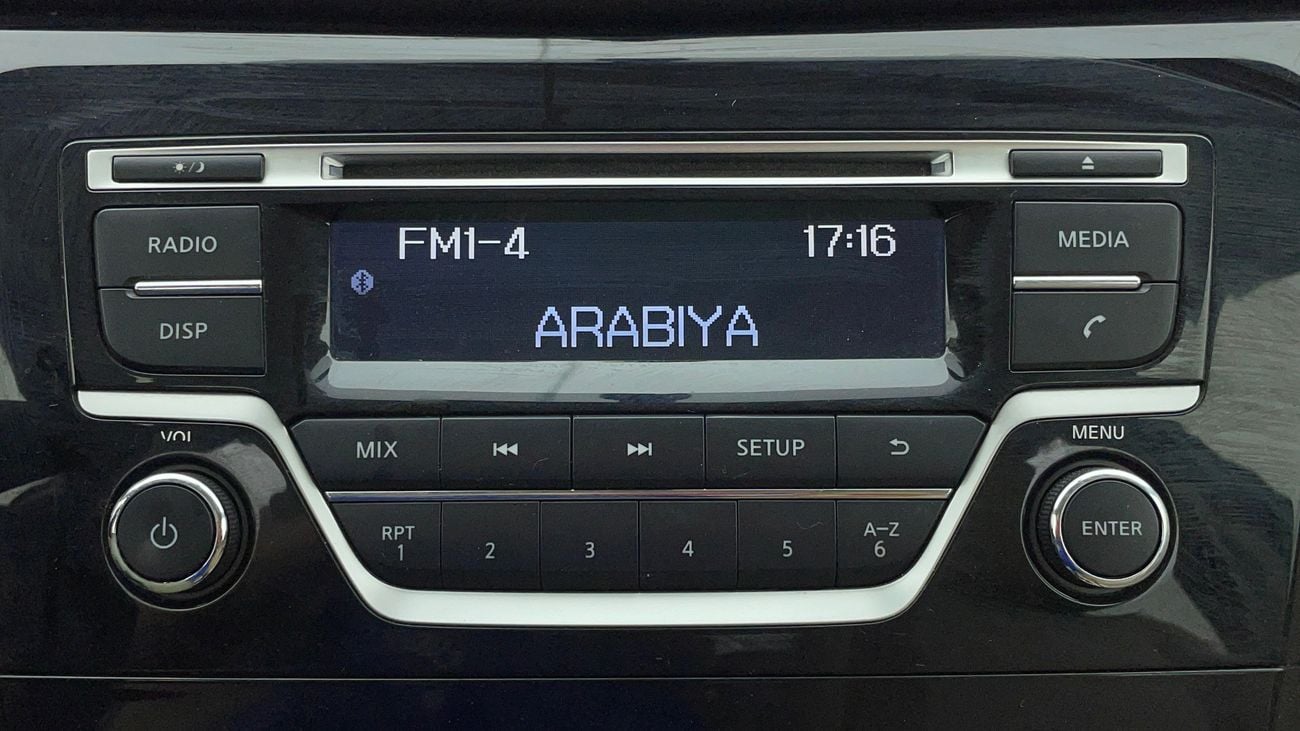 RADIO
DISP
FM1-4 17:16
ARABIYA
MEDIA
VOL
MENU
MIX
SETUP
RPT
1
2
3
4
5
A-Z
6
ENTER